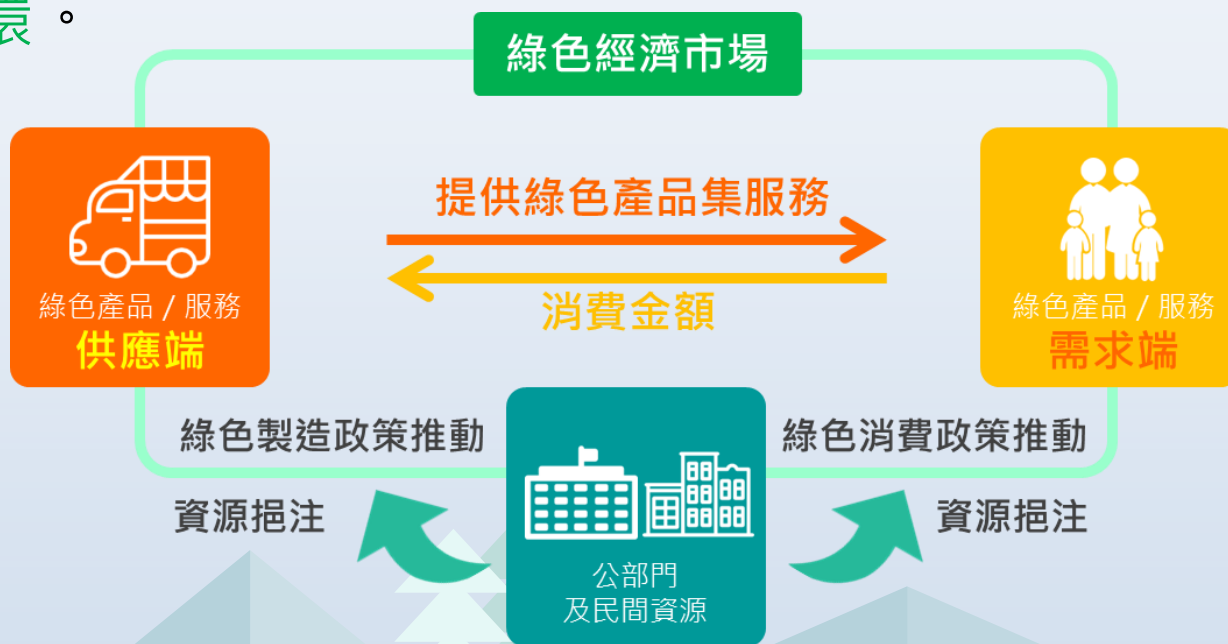 。
綠色經濟市場
提供綠色產品集服務
消費金額
綠色產品 / 服務
供應端
綠色產品 / 服務
需求端
綠色製造政策推動
資源挹注
綠色消費政策推動
資源挹注
公部門
及民間資源